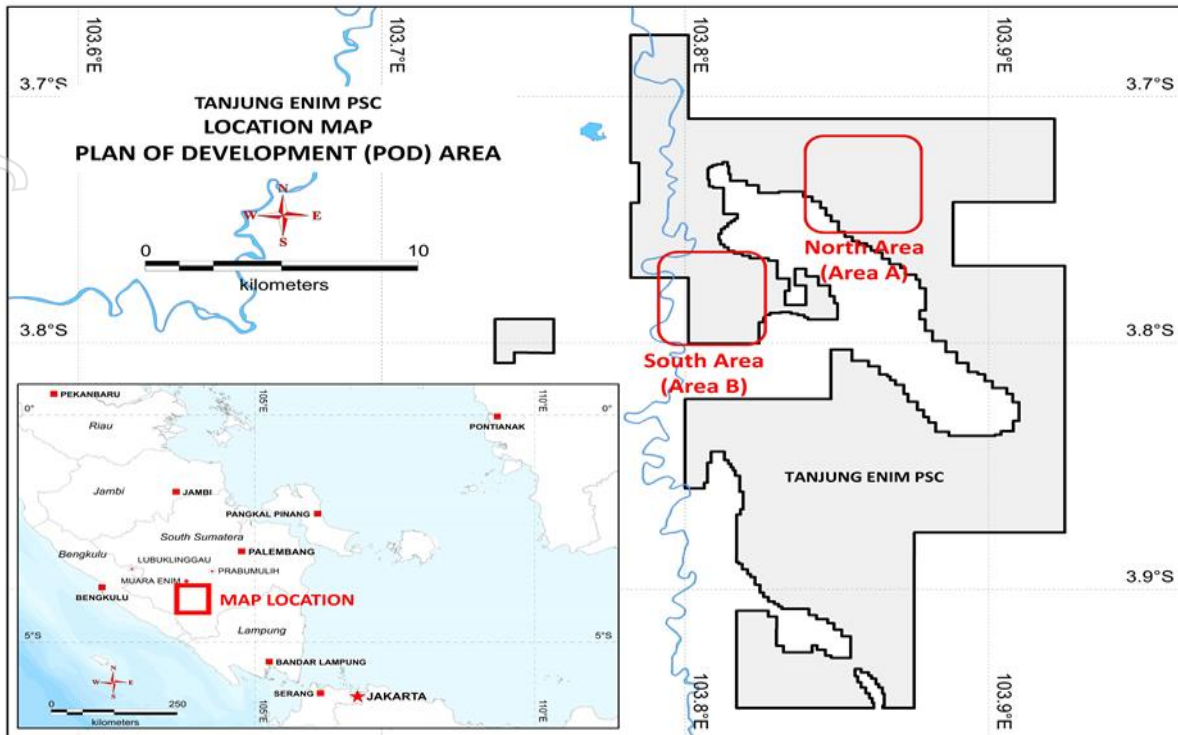 103.6°E
103.7°E
103.8°E
103.9°E
3.7°S
3.7°S
TANJUNG ENIM PSC
LOCATION MAP
PLAN OF DEVELOPMENT (POD) AREA
N
W
E
S
0
10
kilometers
North Area
(Area A)
3.8°S
3.8°S
South Area
(Area B)
TANJUNG ENIM PSC
3.9°S
103.8°E
103.9°E
PEKANBARU
105°E
110°E
0°
0°
Riau
PONTIANAK
Jambi
JAMBI
PANGKAL PINANG
South Sumatera
Bengkulu
PALEMBANG
LUBUKLINGGAU
PRABUMULIH
MUARA ENIM
BENGKULU
MAP LOCATION
Lampung
5°S
5°S
BANDAR LAMPUNG
N
W
E
S
SERANG
JAKARTA
0
250
kilometers
105°E
110°E